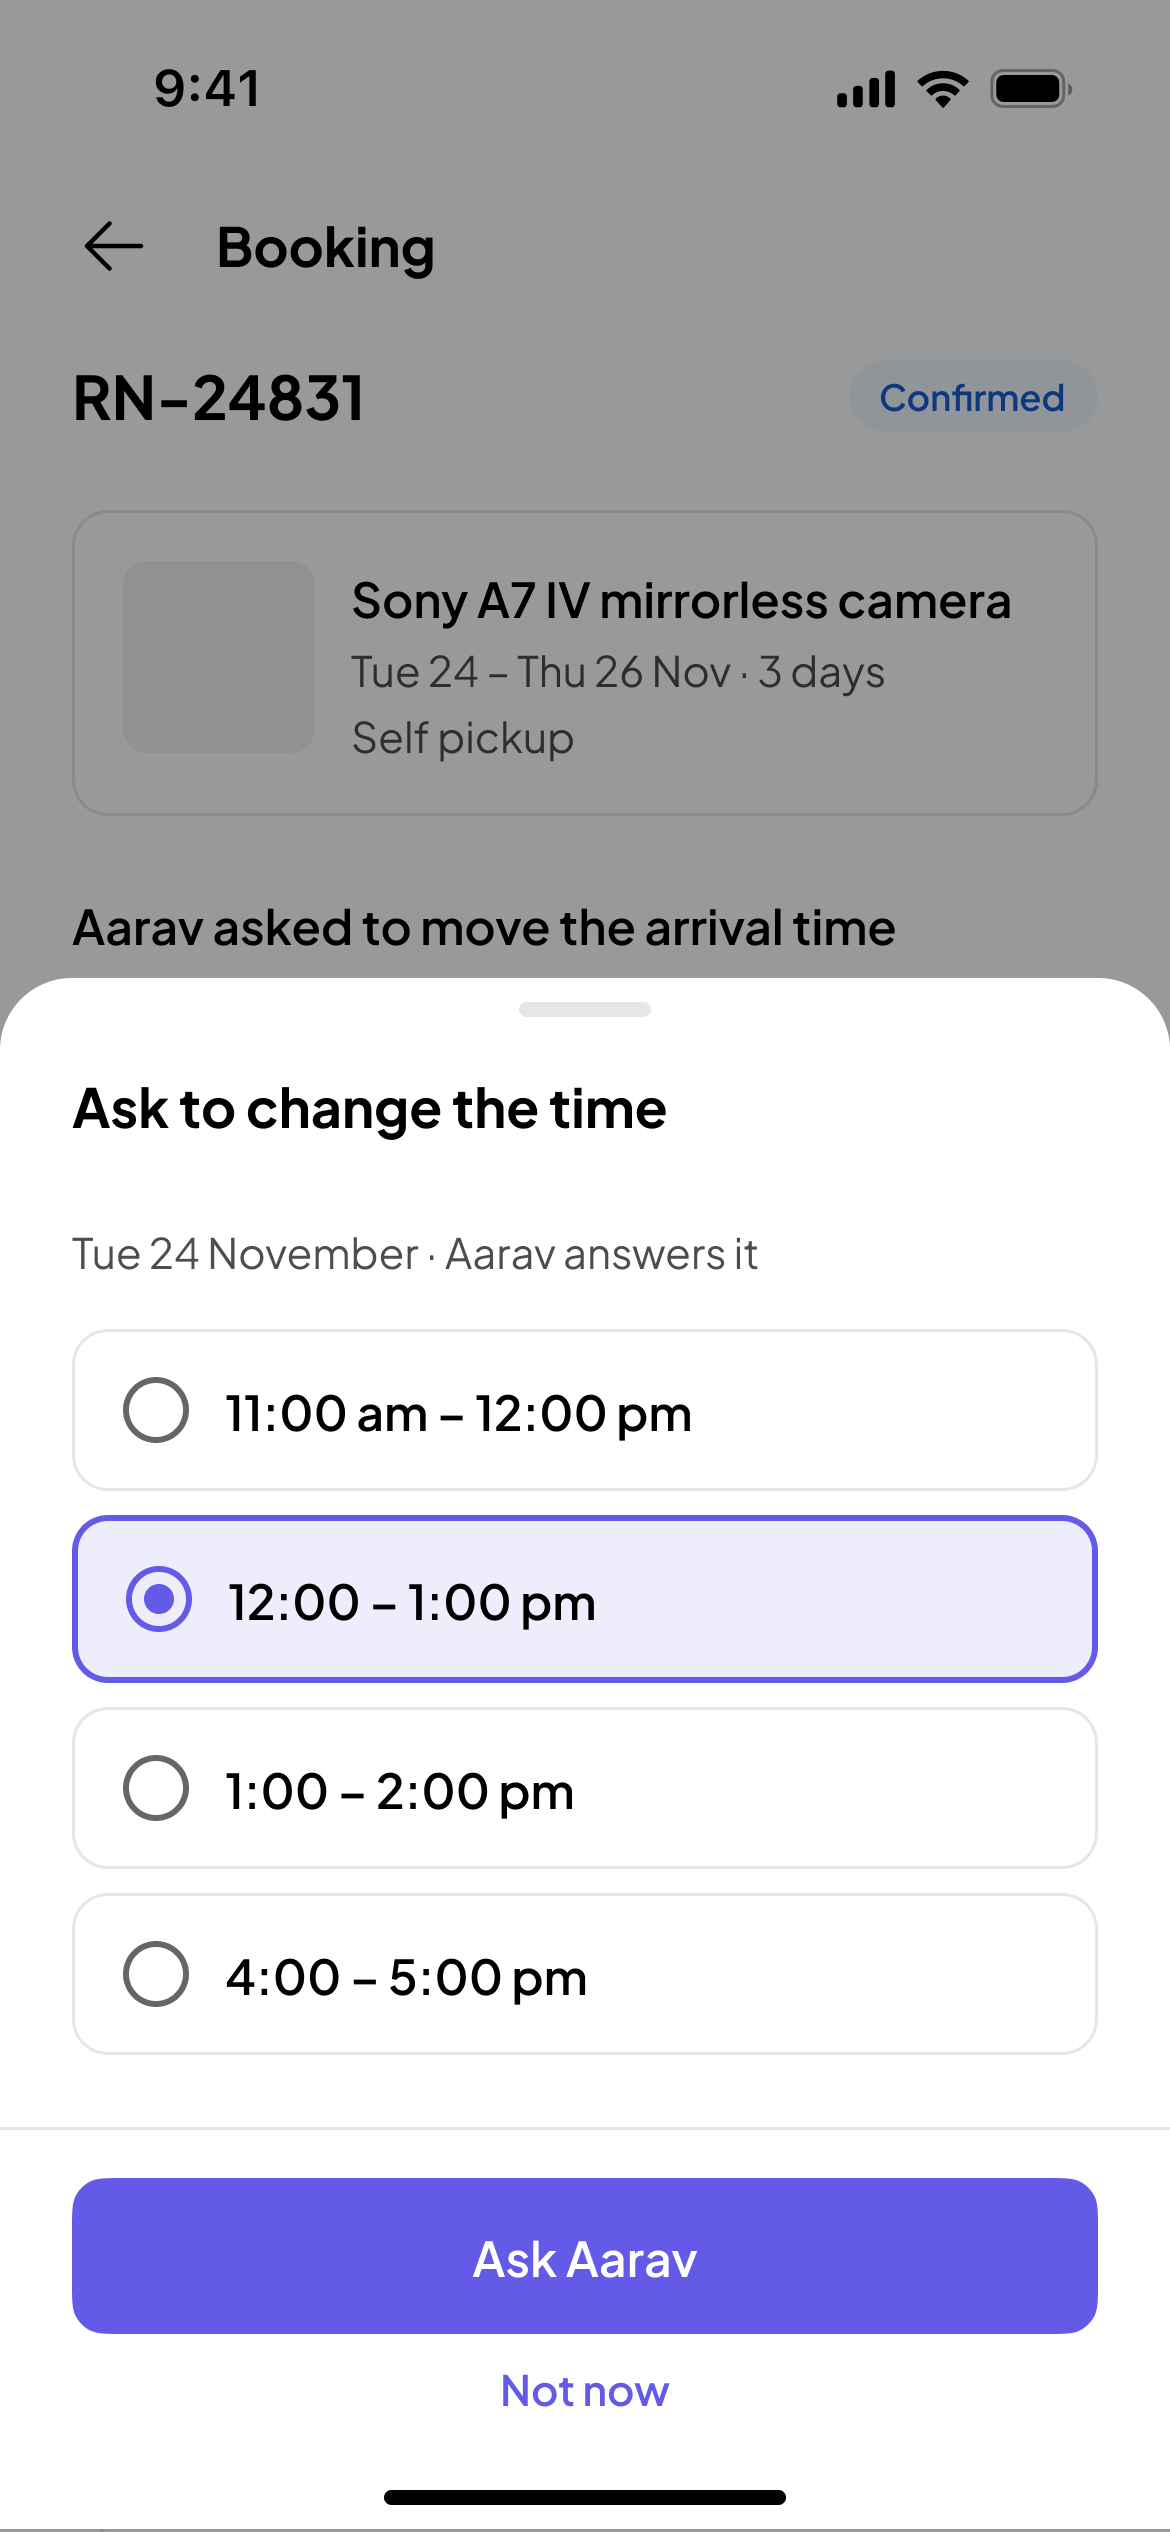 9:41
Booking
RN-24831
Confirmed
Sony A7 IV mirrorless camera
Tue 24 – Thu 26 Nov · 3 days
Self pickup
Aarav asked to move the arrival time
Ask to change the time
Tue 24 November · Aarav answers it
11:00 am – 12:00 pm
12:00 – 1:00 pm
1:00 – 2:00 pm
4:00 – 5:00 pm
Ask Aarav
Not now